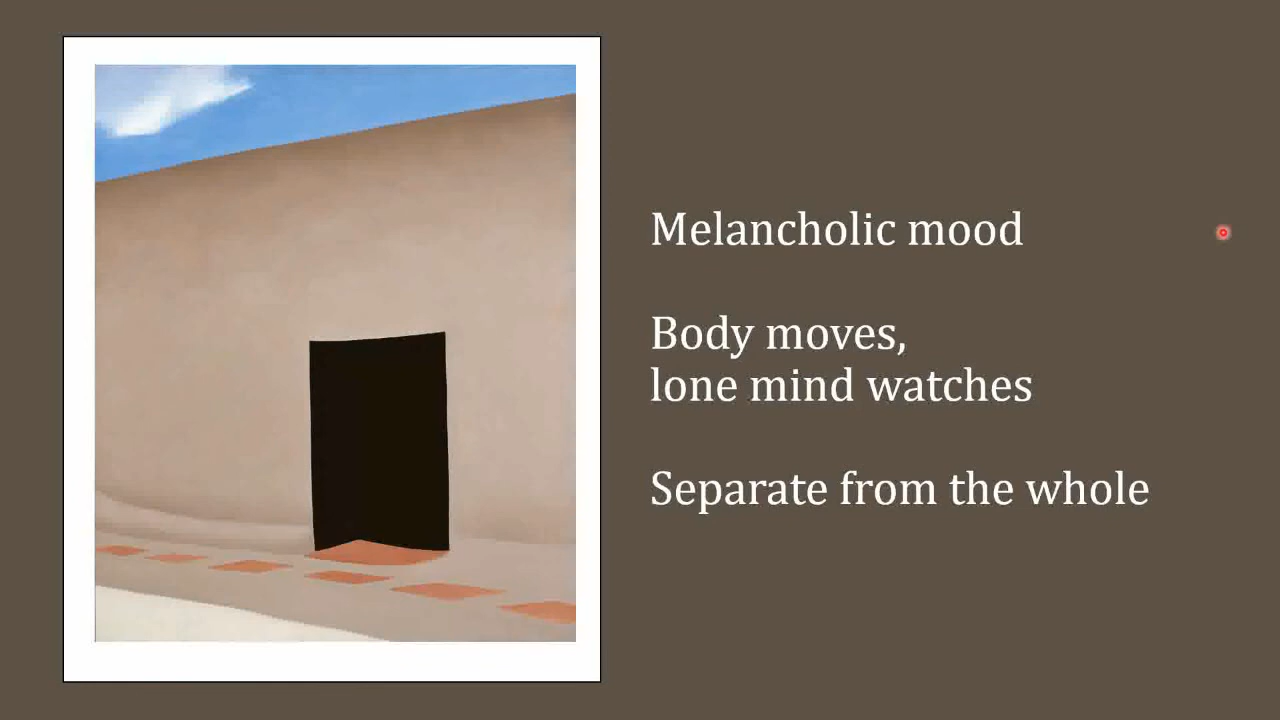 Melancholic mood
Body moves,
lone mind watches
Separate from the whole